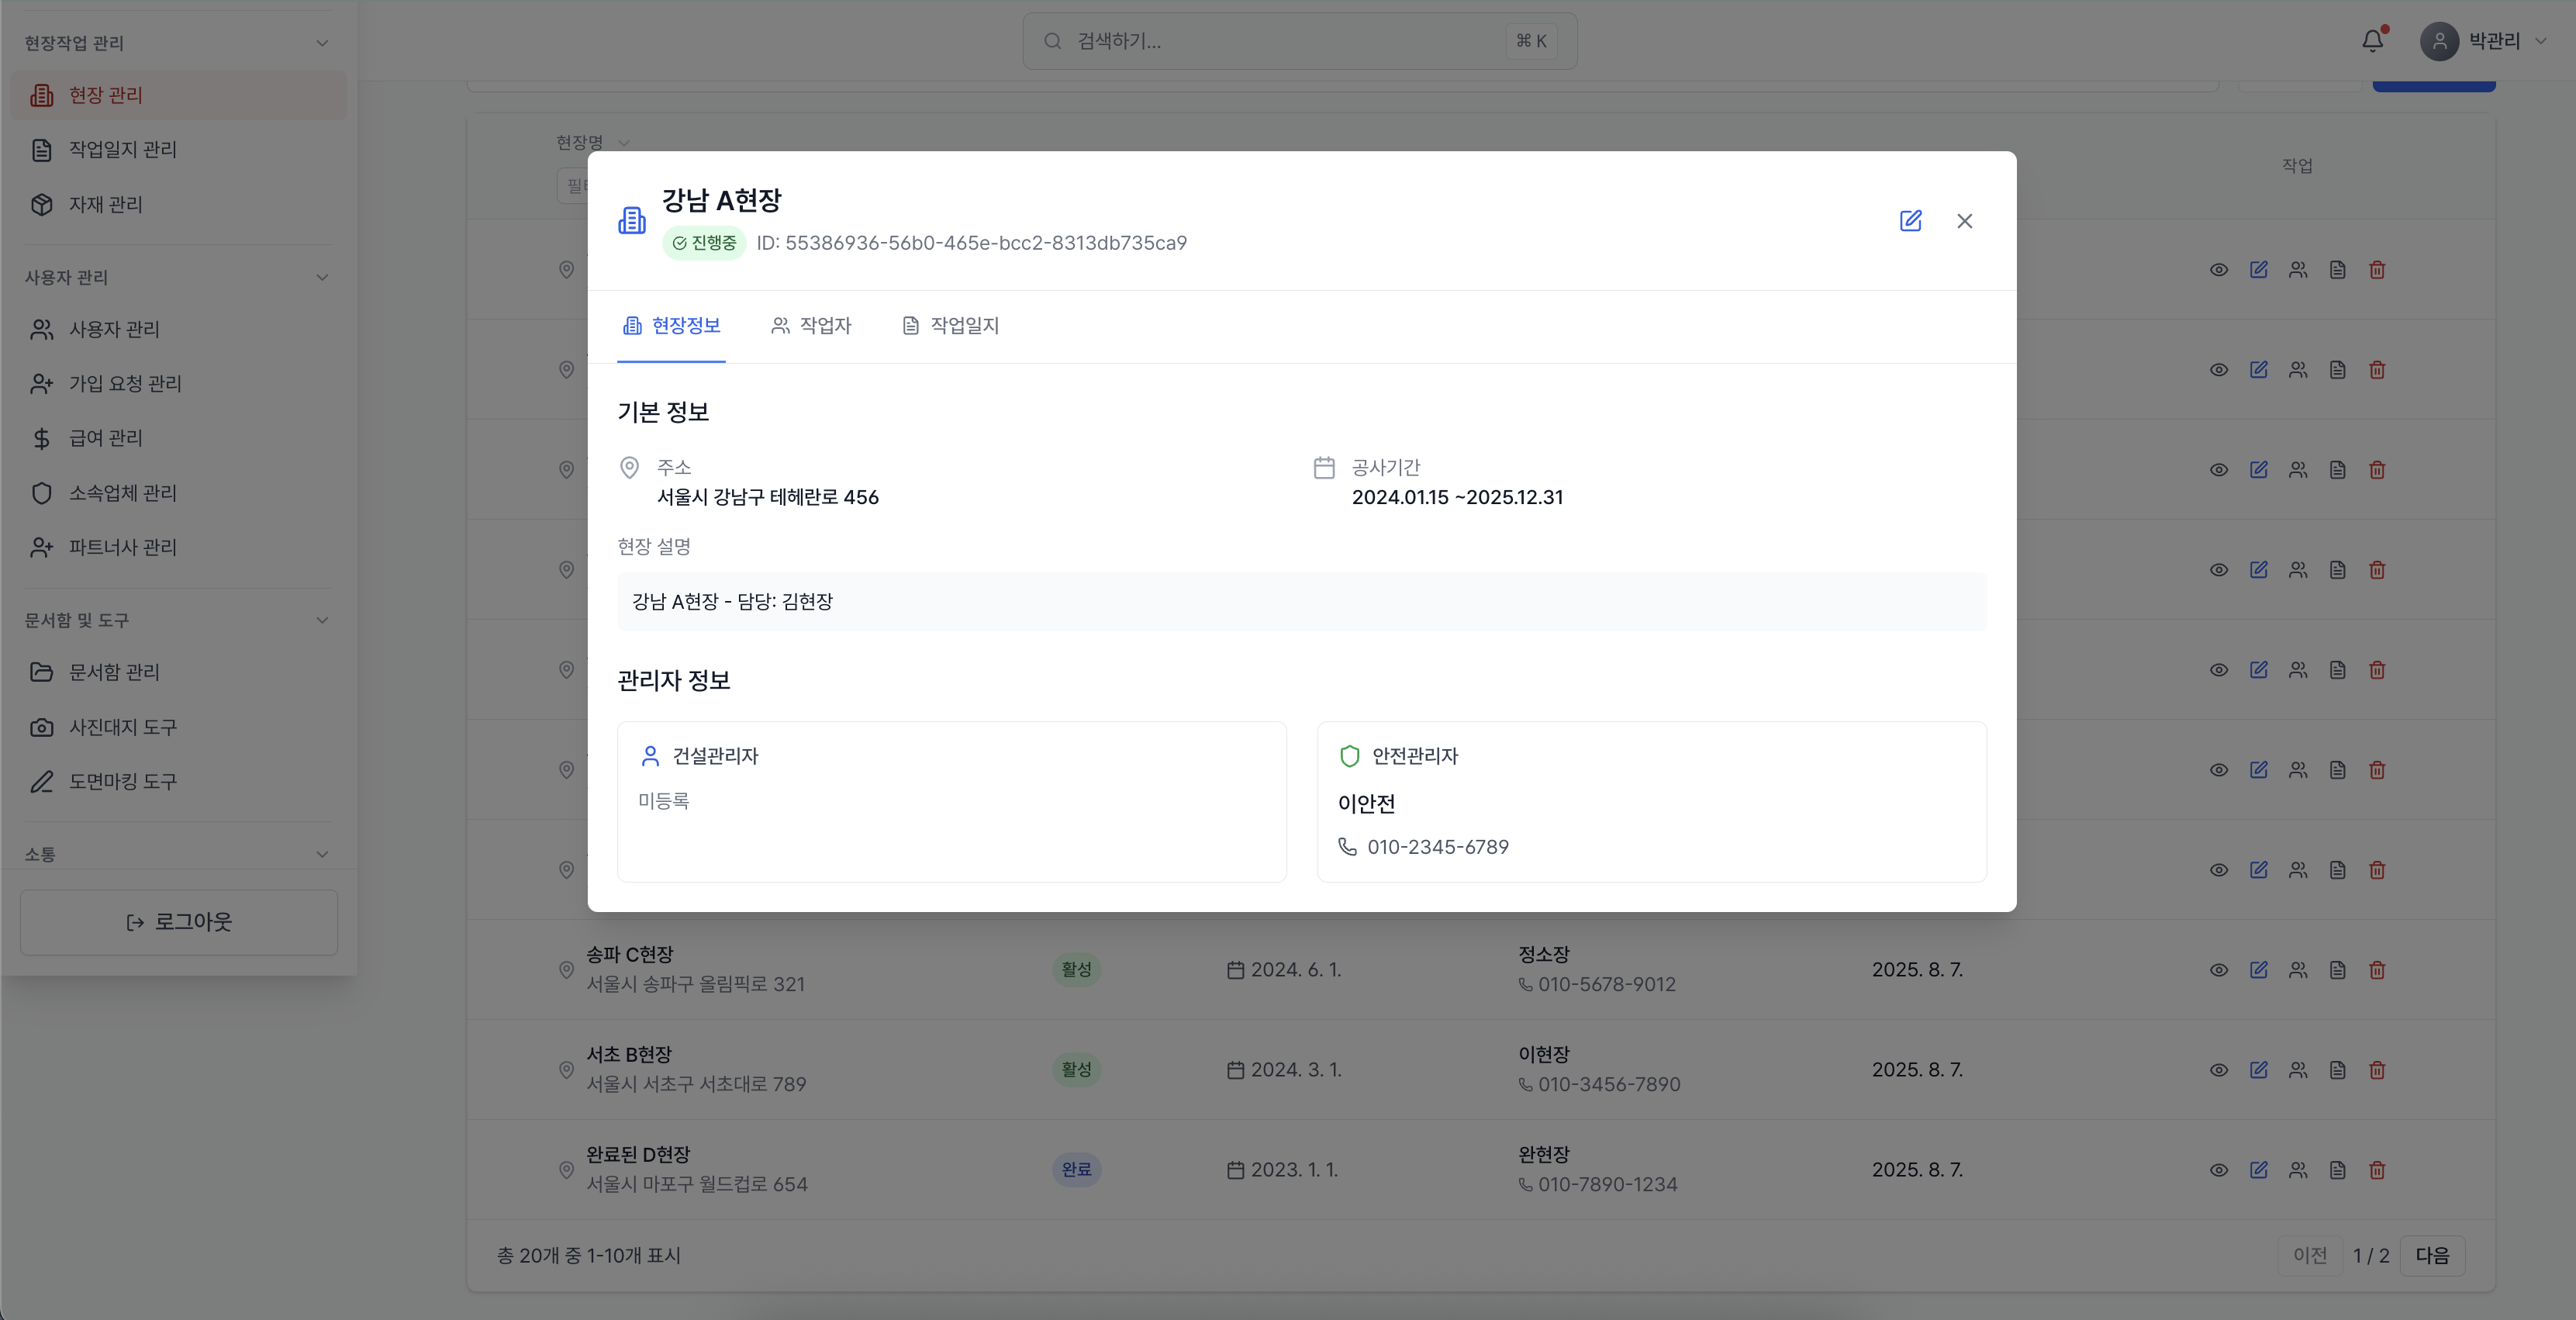 현장작업 관리
현장 관리
작업일지 관리
자재 관리
사용자 관리
사용자 관리
가입 요청 관리
급여 관리
소속업체 관리
파트너사 관리
문서함 및 도구
문서함 관리
사진대지 도구
도면마킹 도구
소통
로그아웃
검색하기...
⌘ K
박관리
현장명
작업
강남 A현장
진행중 ID: 55386936-56b0-465e-bcc2-8313db735ca9
현장정보 작업자 작업일지
기본 정보
주소
서울시 강남구 테헤란로 456
공사기간
2024.01.15 ~2025.12.31
현장 설명
강남 A현장 - 담당: 김현장
관리자 정보
건설관리자
미등록
안전관리자
이안전
010-2345-6789
송파 C현장
서울시 송파구 올림픽로 321
활성
2024. 6. 1.
정소장
010-5678-9012
2025. 8. 7.
서초 B현장
서울시 서초구 서초대로 789
활성
2024. 3. 1.
이현장
010-3456-7890
2025. 8. 7.
완료된 D현장
서울시 마포구 월드컵로 654
완료
2023. 1. 1.
완현장
010-7890-1234
2025. 8. 7.
총 20개 중 1-10개 표시
이전 1 / 2 다음